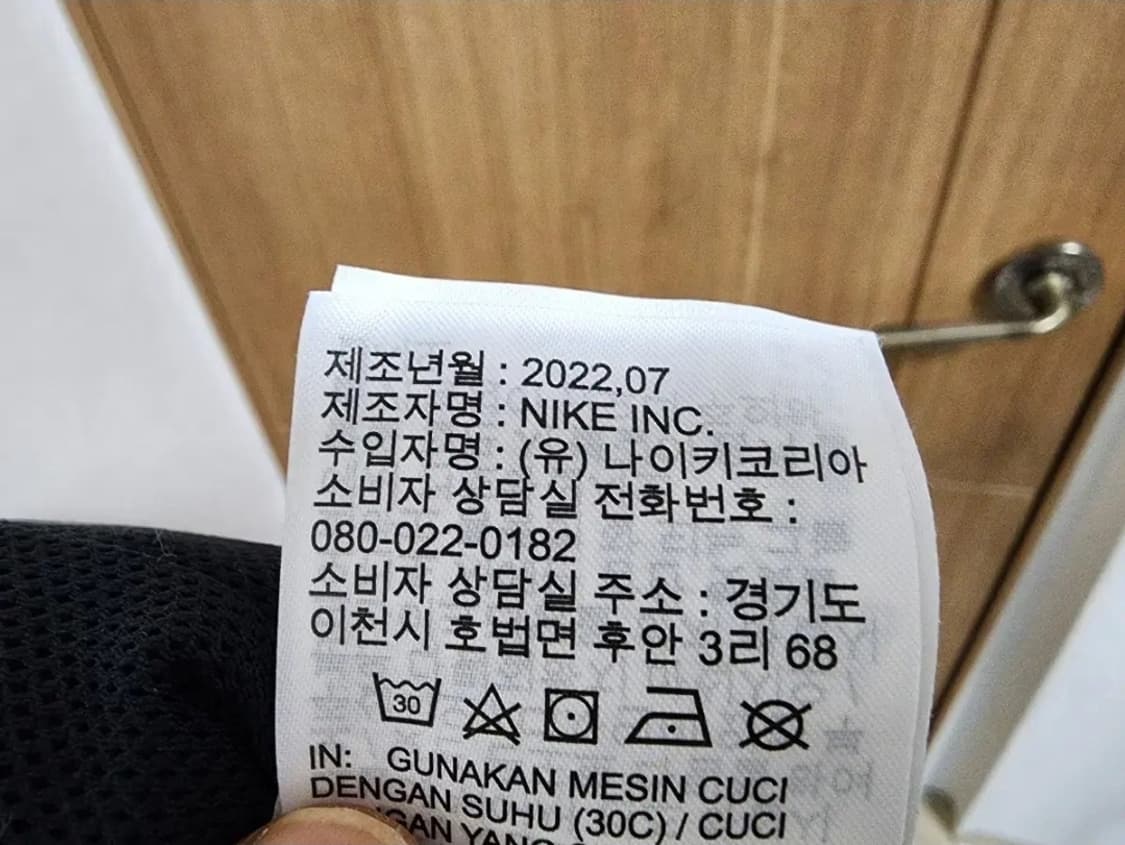 제조년월 : 2022,07
제조자명 : NIKE INC.
수입자명 : (유) 나이키코리아
소비자 상담실 전화번호 :
080-022-0182
소비자 상담실 주소 : 경기도
이천시 호법면 후안 3리 68
30
IN: GUNAKAN MESIN CUCI
DENGAN SUHU (30C) / CUCI
YANG